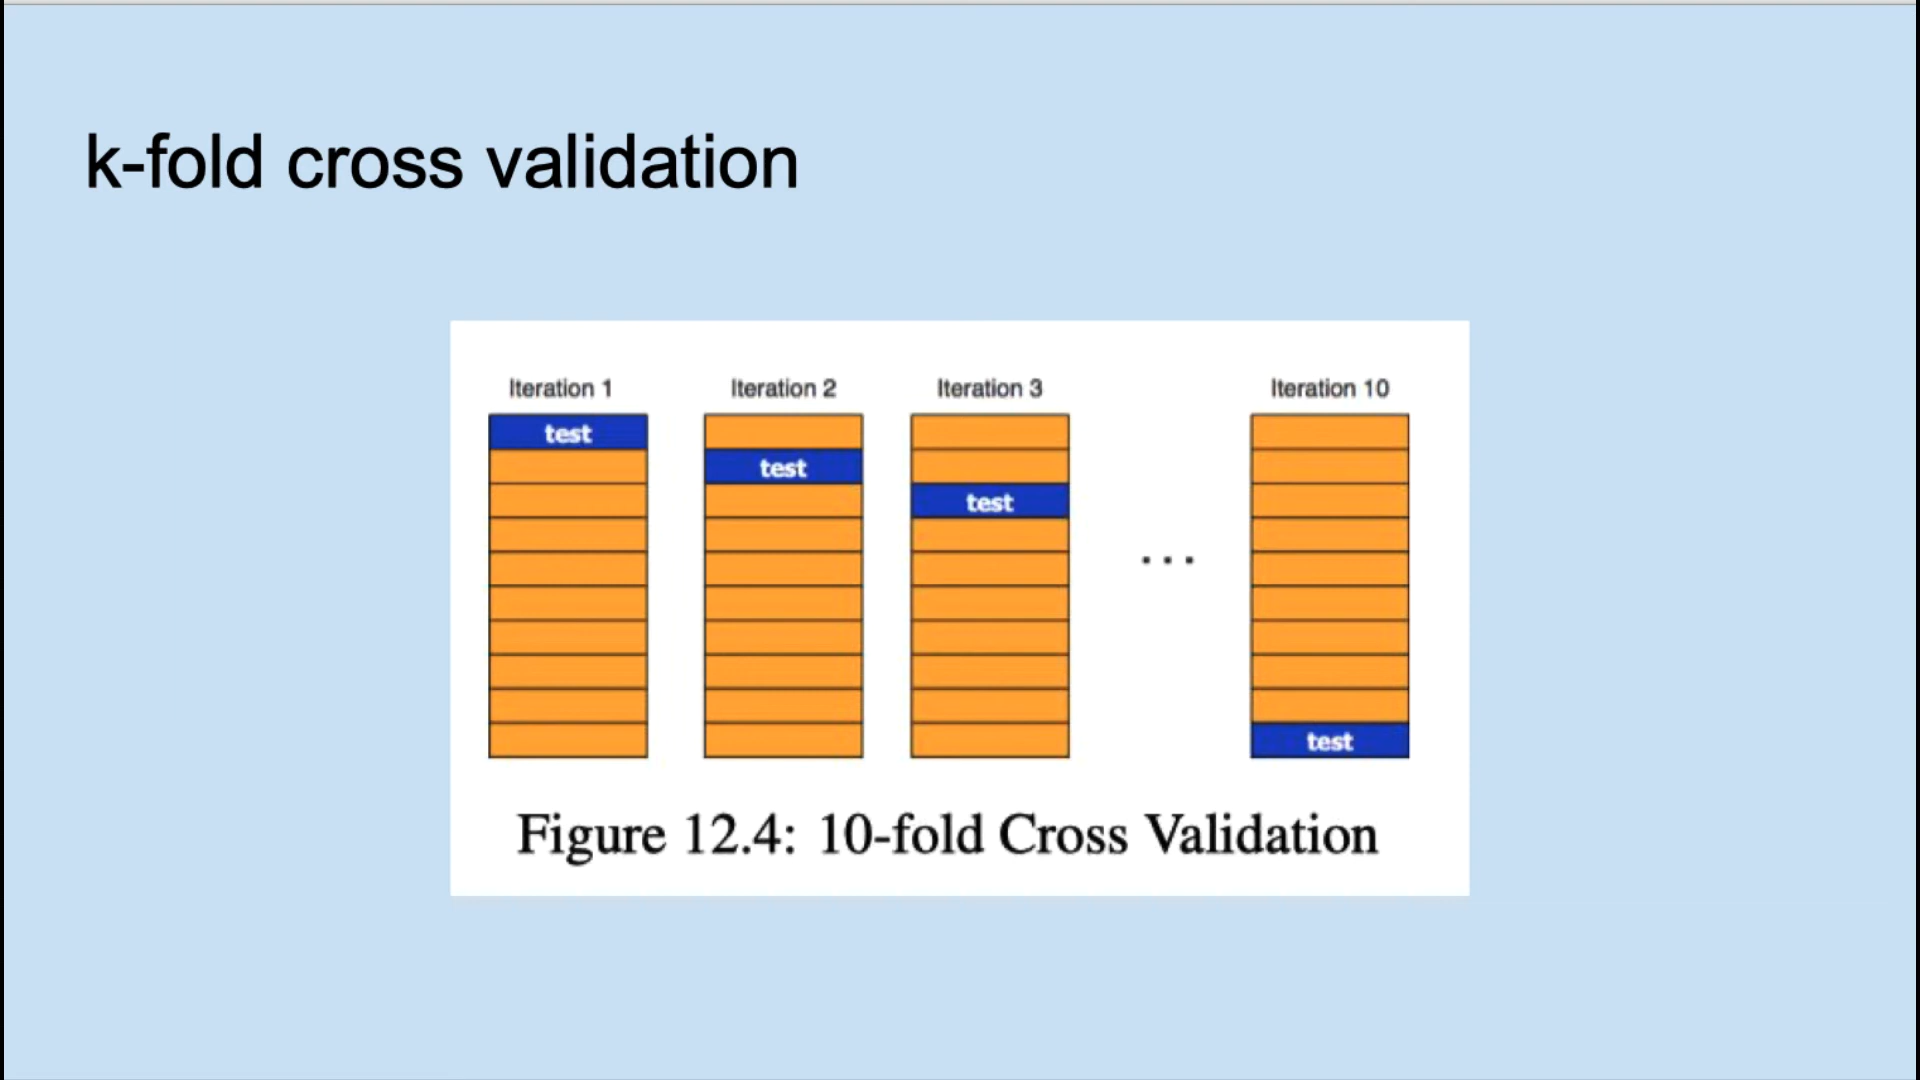 k-fold cross validation
Iteration 1
Iteration 2
Iteration 3
Iteration 10
test
test
test
...
test
Figure 12.4: 10-fold Cross Validation